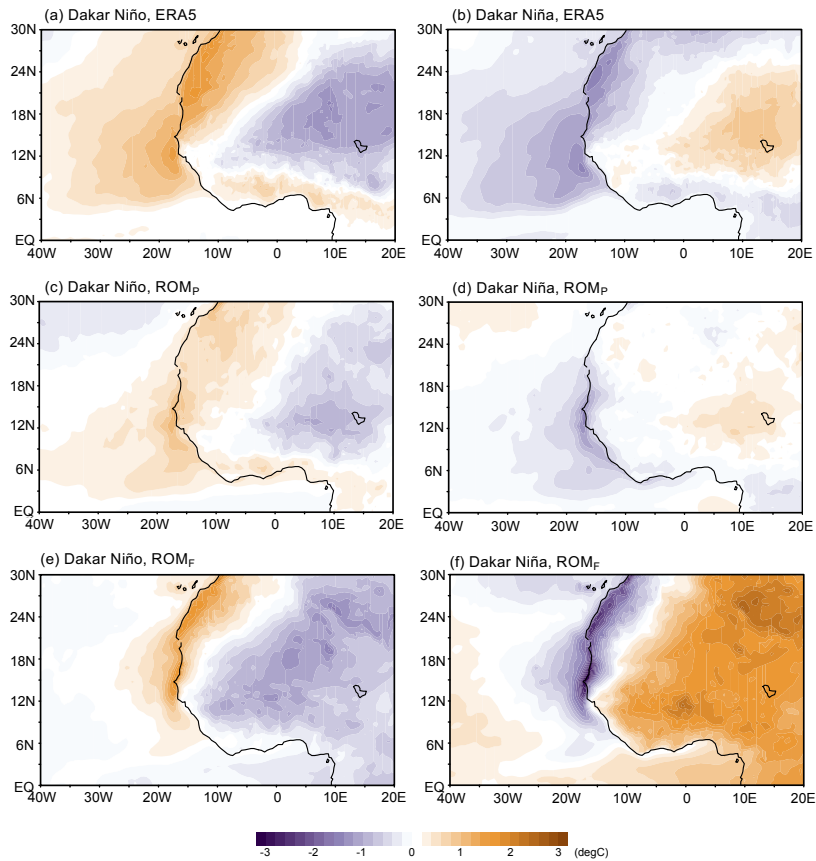 (a) Dakar Niño, ERA5
(b) Dakar Niña, ERA5
30N 24N 18N 12N 6N EQ
40W 30W 20W 10W 0 10E 20E
30N 24N 18N 12N 6N EQ
40W 30W 20W 10W 0 10E 20E
(c) Dakar Niño, ROMP
(d) Dakar Niña, ROMP
30N 24N 18N 12N 6N EQ
40W 30W 20W 10W 0 10E 20E
30N 24N 18N 12N 6N EQ
40W 30W 20W 10W 0 10E 20E
(e) Dakar Niño, ROMF
(f) Dakar Niña, ROMF
30N 24N 18N 12N 6N EQ
40W 30W 20W 10W 0 10E 20E
30N 24N 18N 12N 6N EQ
40W 30W 20W 10W 0 10E 20E
-3 -2 -1 0 1 2 3 (degC)